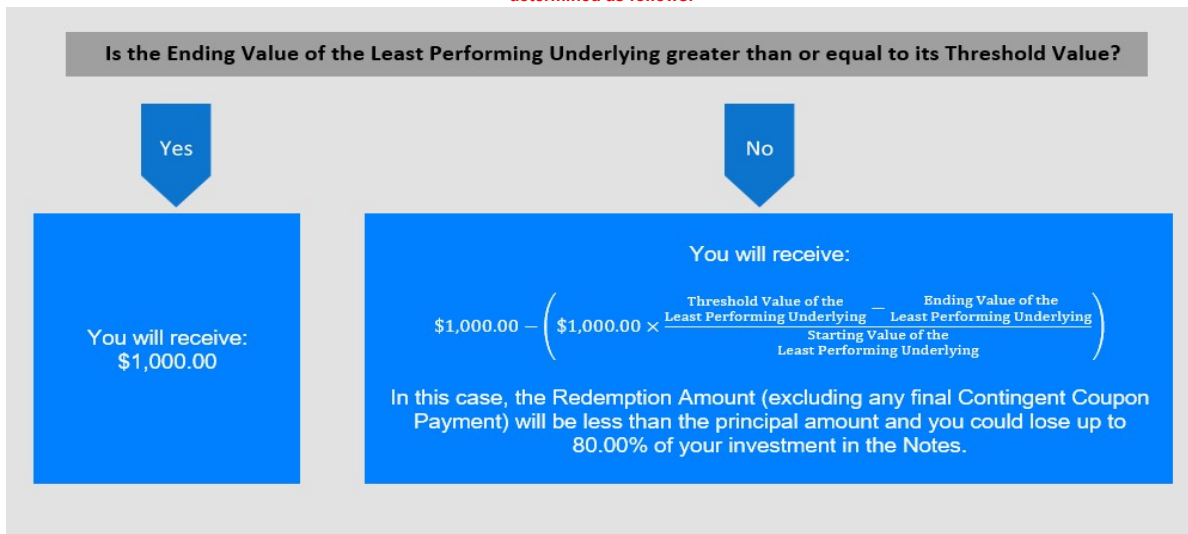 determined as follows:
Is the Ending Value of the Least Performing Underlying greater than or equal to its Threshold Value?
Yes
No
You will receive:
$1,000.00
You will receive:
$1,000.00 − ( $1,000.00 × (Threshold Value of the Least Performing Underlying − Ending Value of the Least Performing Underlying) / Starting Value of the Least Performing Underlying )
In this case, the Redemption Amount (excluding any final Contingent Coupon
Payment) will be less than the principal amount and you could lose up to
80.00% of your investment in the Notes.